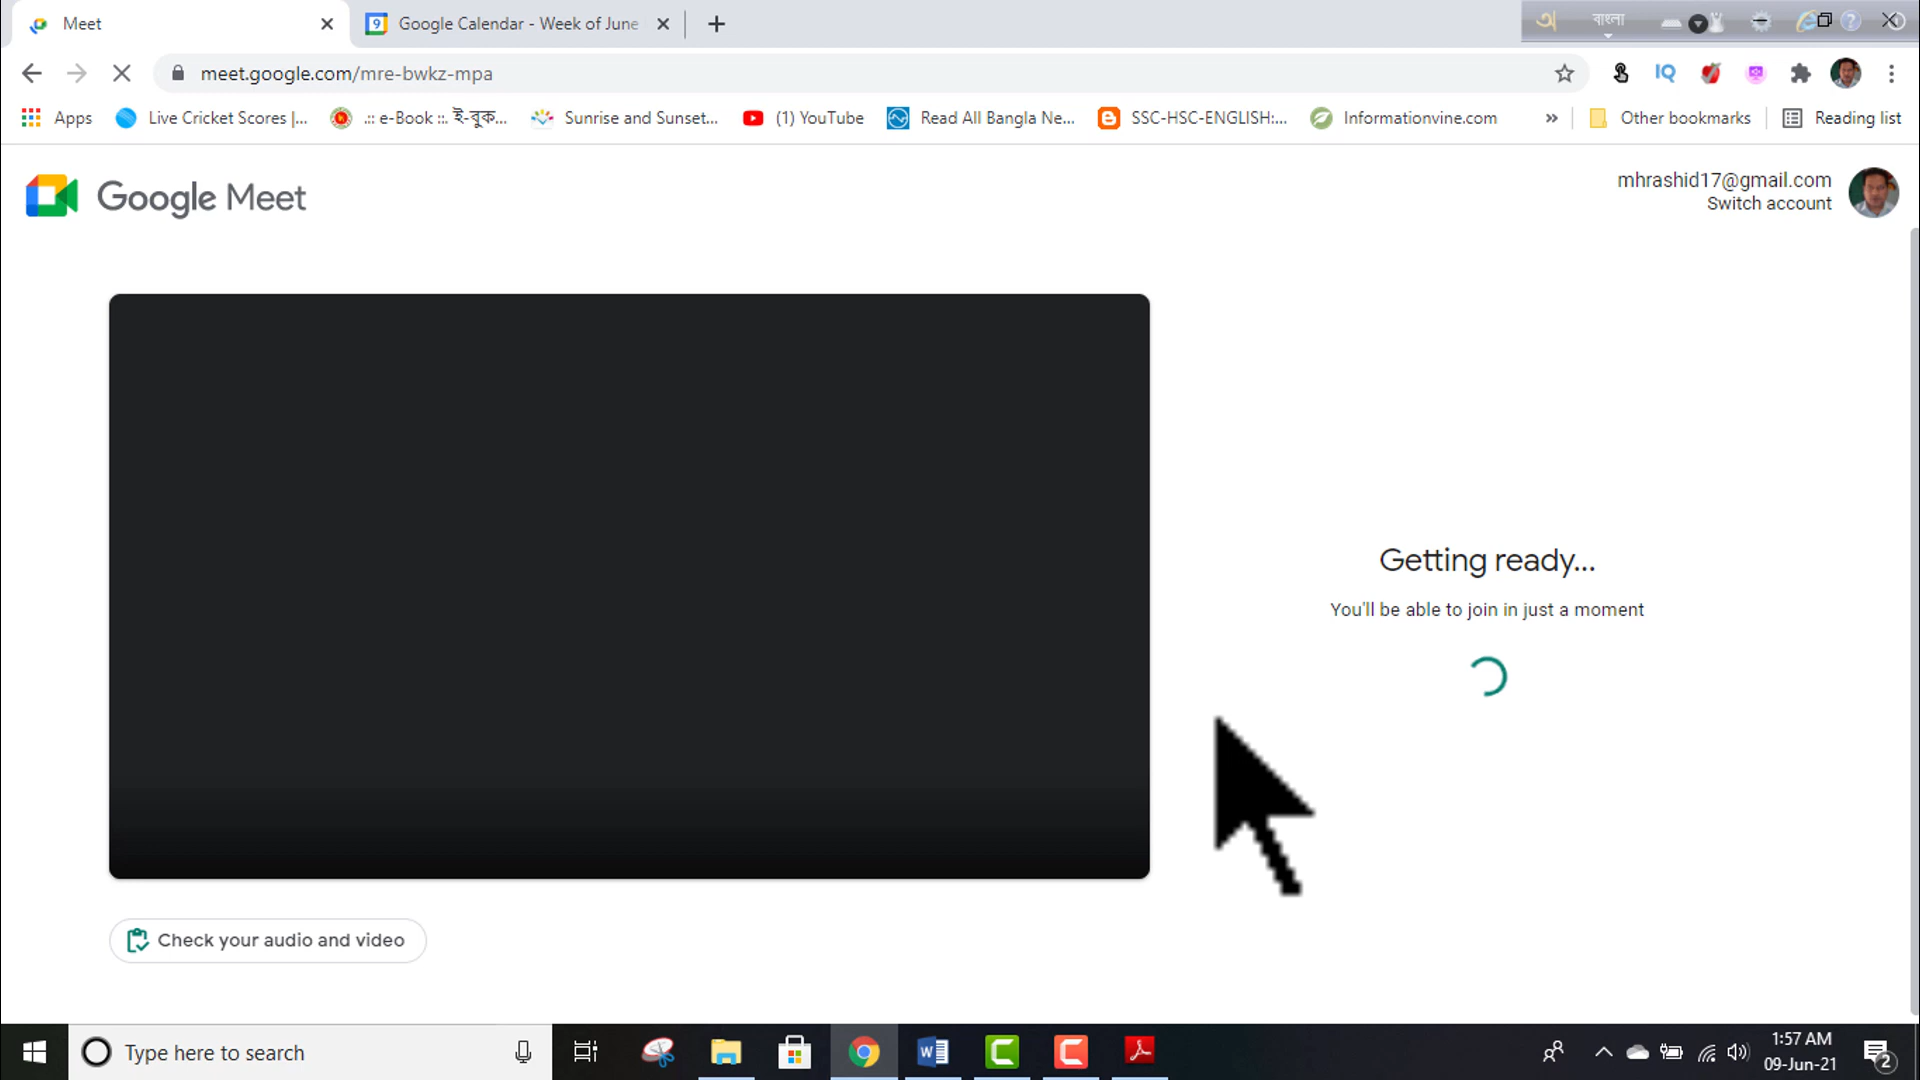 Meet
Google Calendar - Week of June
অ বাংলা
meet.google.com/mre-bwkz-mpa
IQ
Apps Live Cricket Scores |... .:: e-Book ::. ই-বুক... Sunrise and Sunset... (1) YouTube Read All Bangla Ne... SSC-HSC-ENGLISH:... Informationvine.com » Other bookmarks Reading list
Google Meet
mhrashid17@gmail.com
Switch account
Getting ready...
You'll be able to join in just a moment
Check your audio and video
Type here to search
1:57 AM
09-Jun-21
2